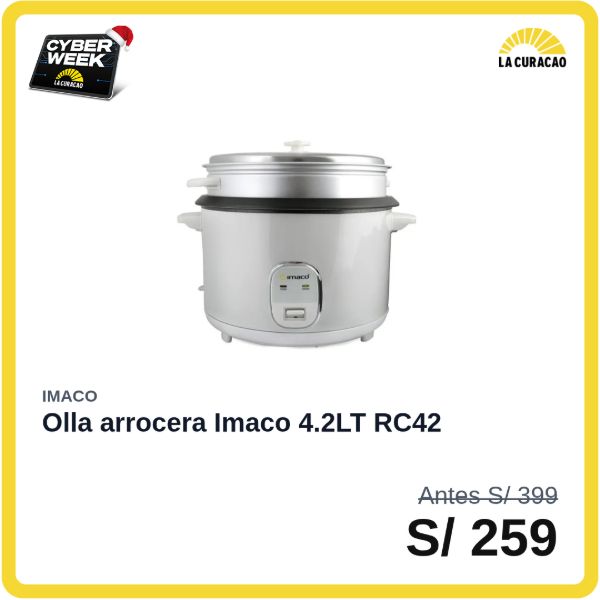 CYBER
WEEK
LA CURACAO
LA CURACAO
imaco
IMACO
Olla arrocera Imaco 4.2LT RC42
Antes S/ 399
S/ 259